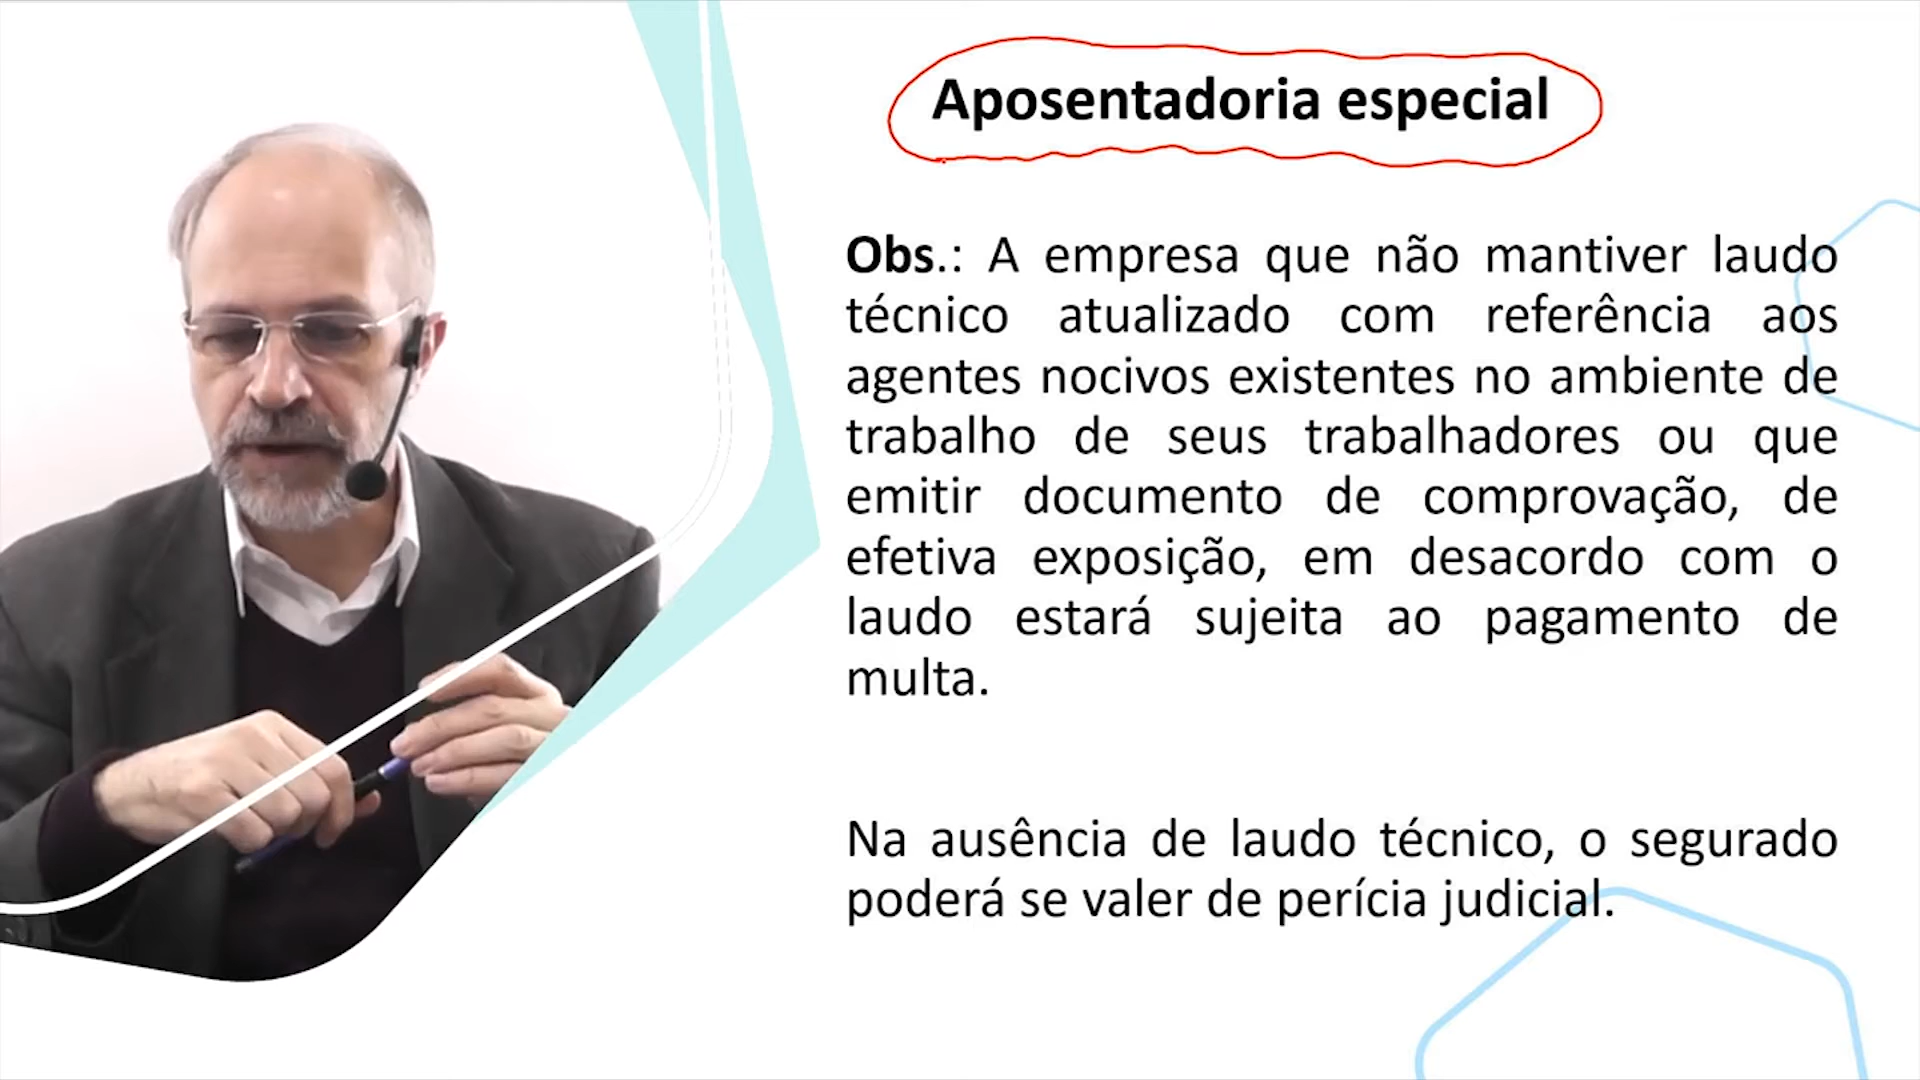 Aposentadoria especial
Obs.: A empresa que não mantiver laudo
técnico atualizado com referência aos
agentes nocivos existentes no ambiente de
trabalho de seus trabalhadores ou que
emitir documento de comprovação, de
efetiva exposição, em desacordo com o
laudo estará sujeita ao pagamento de
multa.
Na ausência de laudo técnico, o segurado
poderá se valer de perícia judicial.